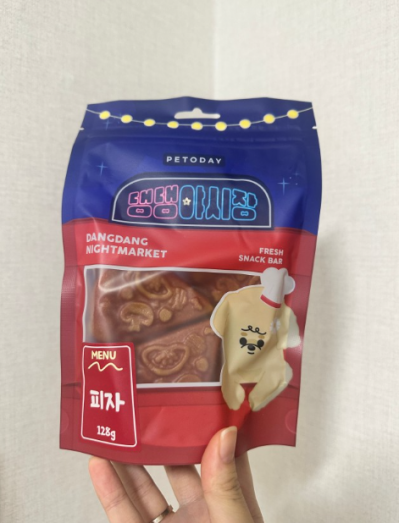 PETODAY
댕댕야시장
DANGDANG
NIGHTMARKET
FRESH
SNACK BAR
MENU
피자
128g